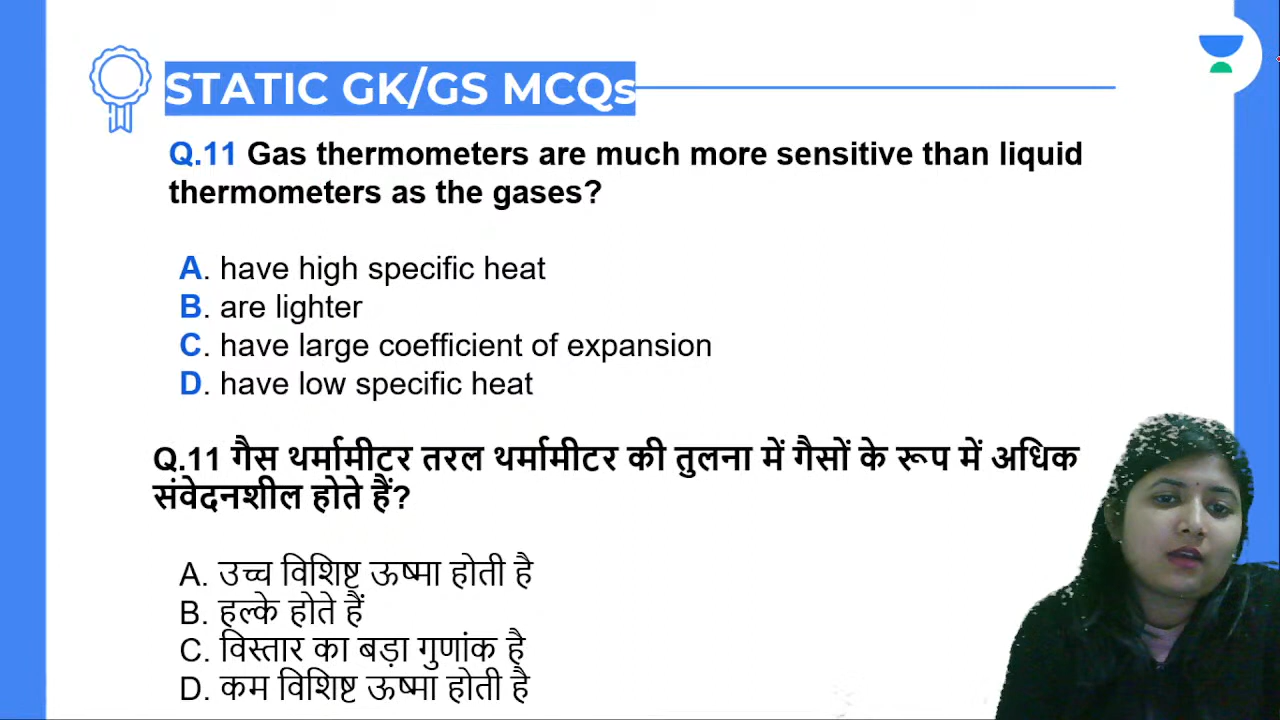 STATIC GK/GS MCQs
Q.11 Gas thermometers are much more sensitive than liquid
thermometers as the gases?
A. have high specific heat
B. are lighter
C. have large coefficient of expansion
D. have low specific heat
Q.11 गैस थर्मामीटर तरल थर्मामीटर की तुलना में गैसों के रूप में अधिक
संवेदनशील होते हैं?
A. उच्च विशिष्ट ऊष्मा होती है
B. हल्के होते हैं
C. विस्तार का बड़ा गुणांक है
D. कम विशिष्ट ऊष्मा होती है